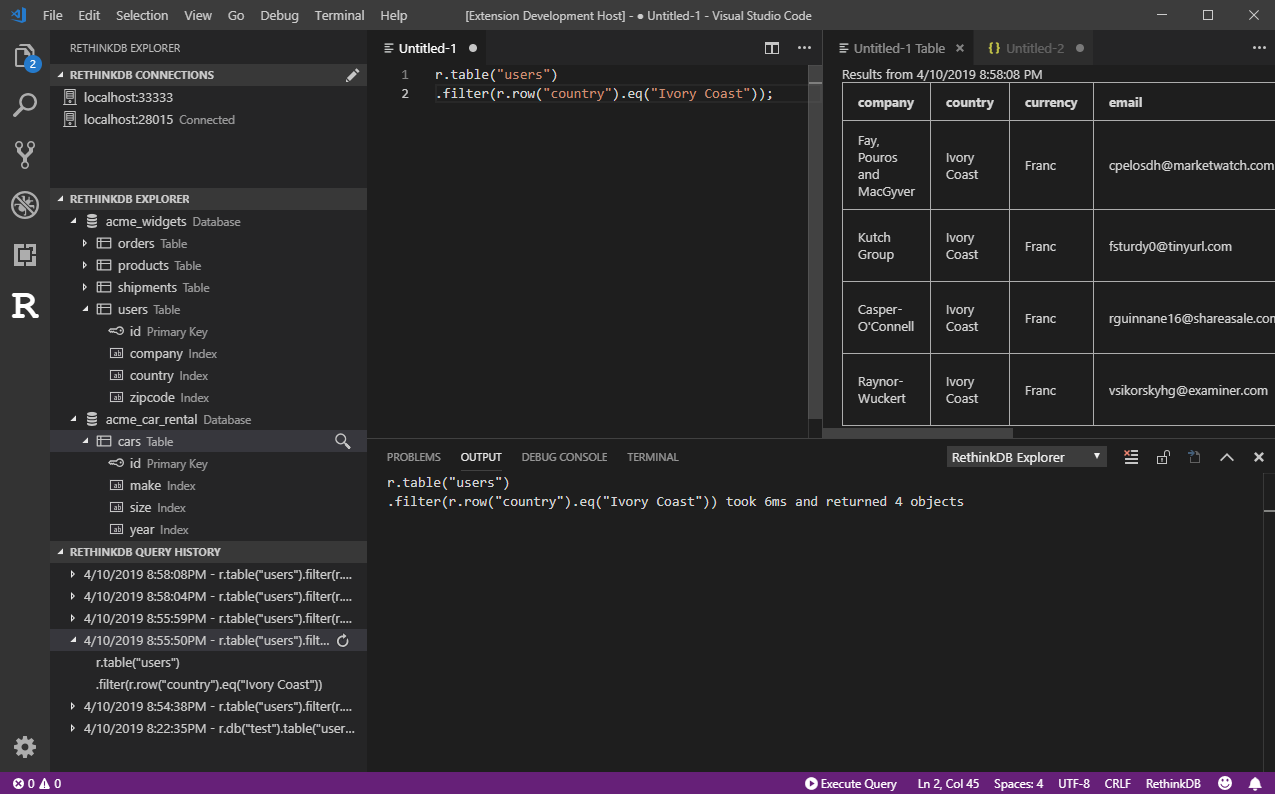 File Edit Selection View Go Debug Terminal Help [Extension Development Host] - ● Untitled-1 - Visual Studio Code
2
R
RETHINKDB EXPLORER
RETHINKDB CONNECTIONS
localhost:33333
localhost:28015 Connected
RETHINKDB EXPLORER
acme_widgets Database
orders Table
products Table
shipments Table
users Table
id Primary Key
company Index
country Index
zipcode Index
acme_car_rental Database
cars Table
id Primary Key
make Index
size Index
year Index
RETHINKDB QUERY HISTORY
4/10/2019 8:58:08PM - r.table("users").filter(r....
4/10/2019 8:58:04PM - r.table("users").filter(r....
4/10/2019 8:55:59PM - r.table("users").filter(r....
4/10/2019 8:55:50PM - r.table("users").filt...
r.table("users")
.filter(r.row("country").eq("Ivory Coast"))
4/10/2019 8:54:38PM - r.table("users").filter(r....
4/10/2019 8:22:35PM - r.db("test").table("user...
Untitled-1 ●
1 r.table("users")
2 .filter(r.row("country").eq("Ivory Coast"));
Untitled-1 Table × {} Untitled-2 ●
Results from 4/10/2019 8:58:08 PM
company country currency email
Fay,
Pouros
and
MacGyver
Ivory
Coast
Franc
cpelosdh@marketwatch.com
Kutch
Group
Ivory
Coast
Franc
fsturdy0@tinyurl.com
Casper-
O'Connell
Ivory
Coast
Franc
rguinnane16@shareasale.com
Raynor-
Wuckert
Ivory
Coast
Franc
vsikorskyhg@examiner.com
PROBLEMS OUTPUT DEBUG CONSOLE TERMINAL RethinkDB Explorer
r.table("users")
.filter(r.row("country").eq("Ivory Coast")) took 6ms and returned 4 objects
0 0 Execute Query Ln 2, Col 45 Spaces: 4 UTF-8 CRLF RethinkDB